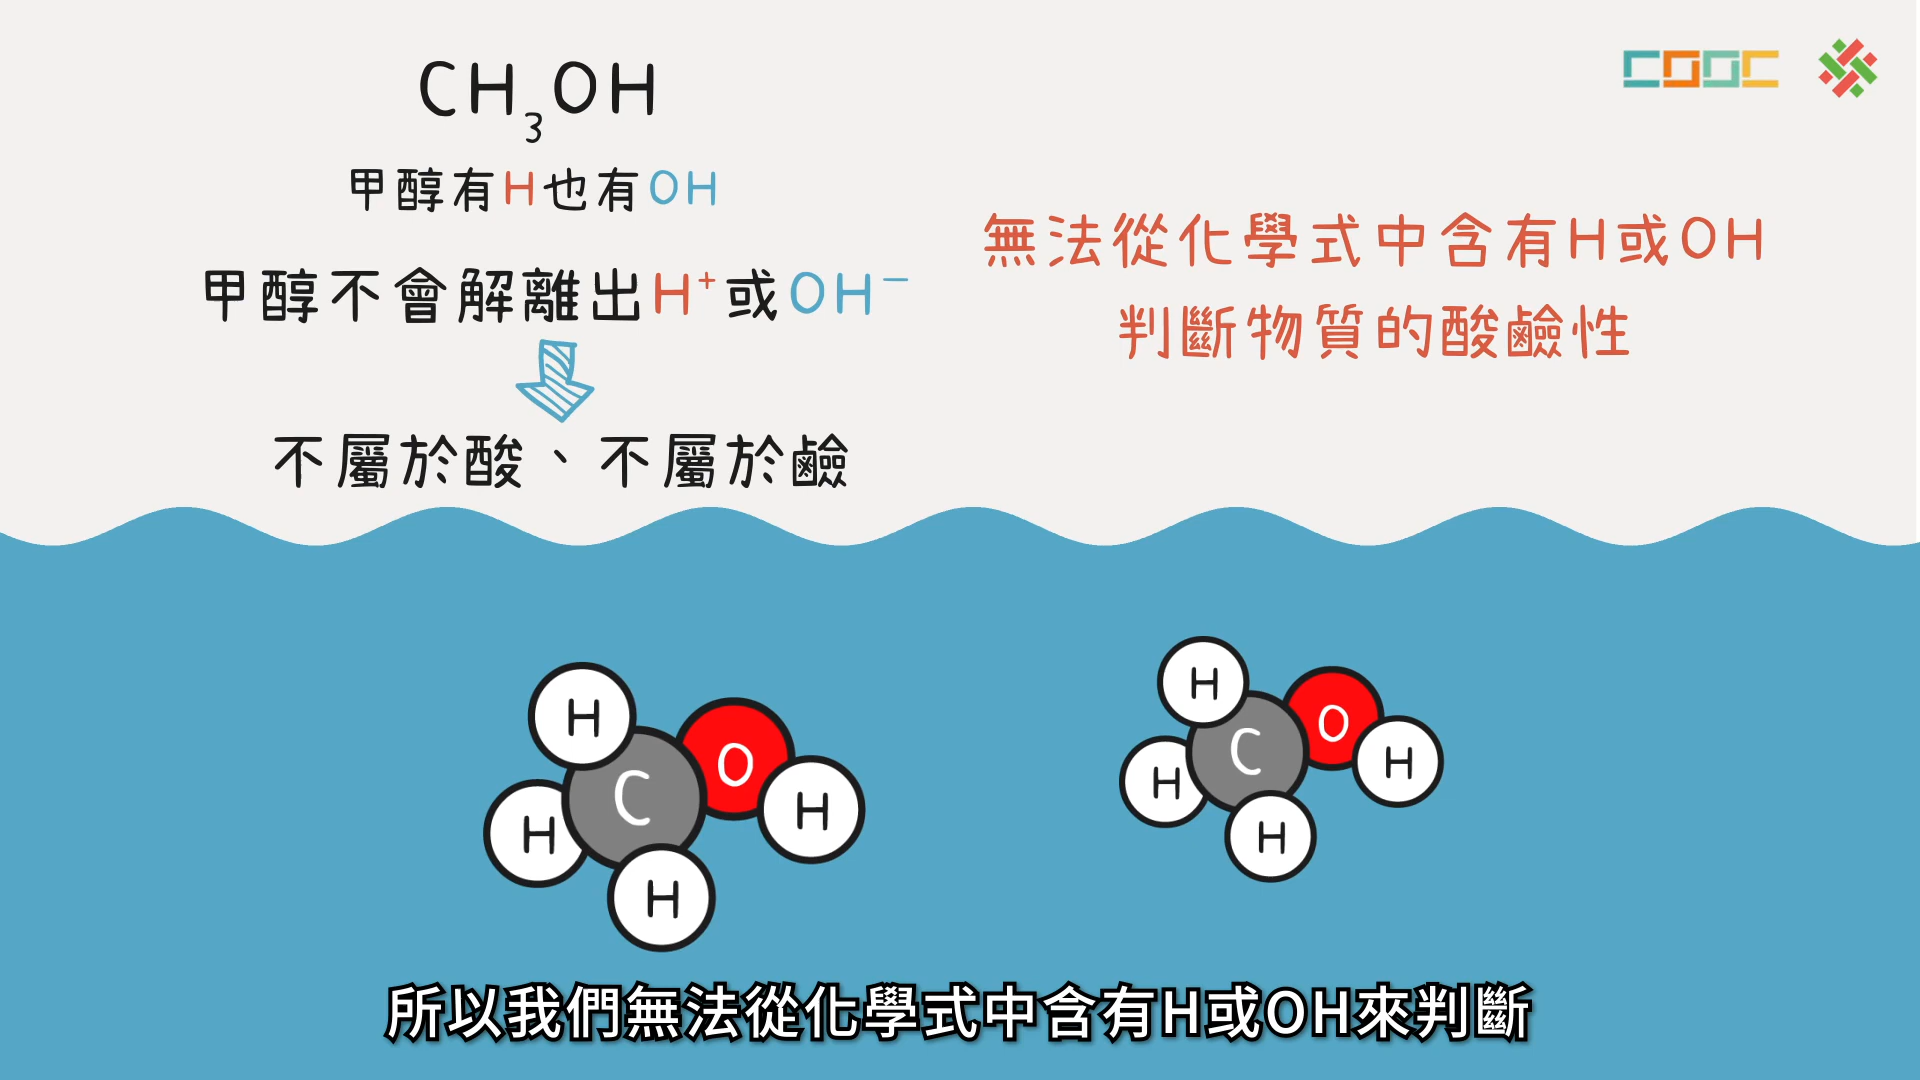 CH₃OH
甲醇有H也有OH
甲醇不會解離出H⁺或OH⁻
不屬於酸、不屬於鹼
無法從化學式中含有H或OH
判斷物質的酸鹼性
COOC
H
O
C
H
H
H
H
O
C
H
H
H
所以我們無法從化學式中含有H或OH來判斷